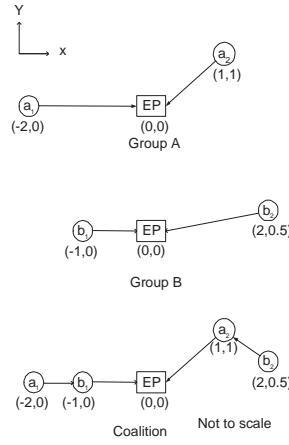 Y
x
a₂
(1,1)
a₁
EP
(-2,0)
(0,0)
Group A
b₁
EP
b₂
(-1,0)
(0,0)
(2,0.5)
Group B
a₂
(1,1)
b₂
a₁
b₁
EP
(2,0.5)
(-2,0)
(-1,0)
(0,0)
Coalition
Not to scale